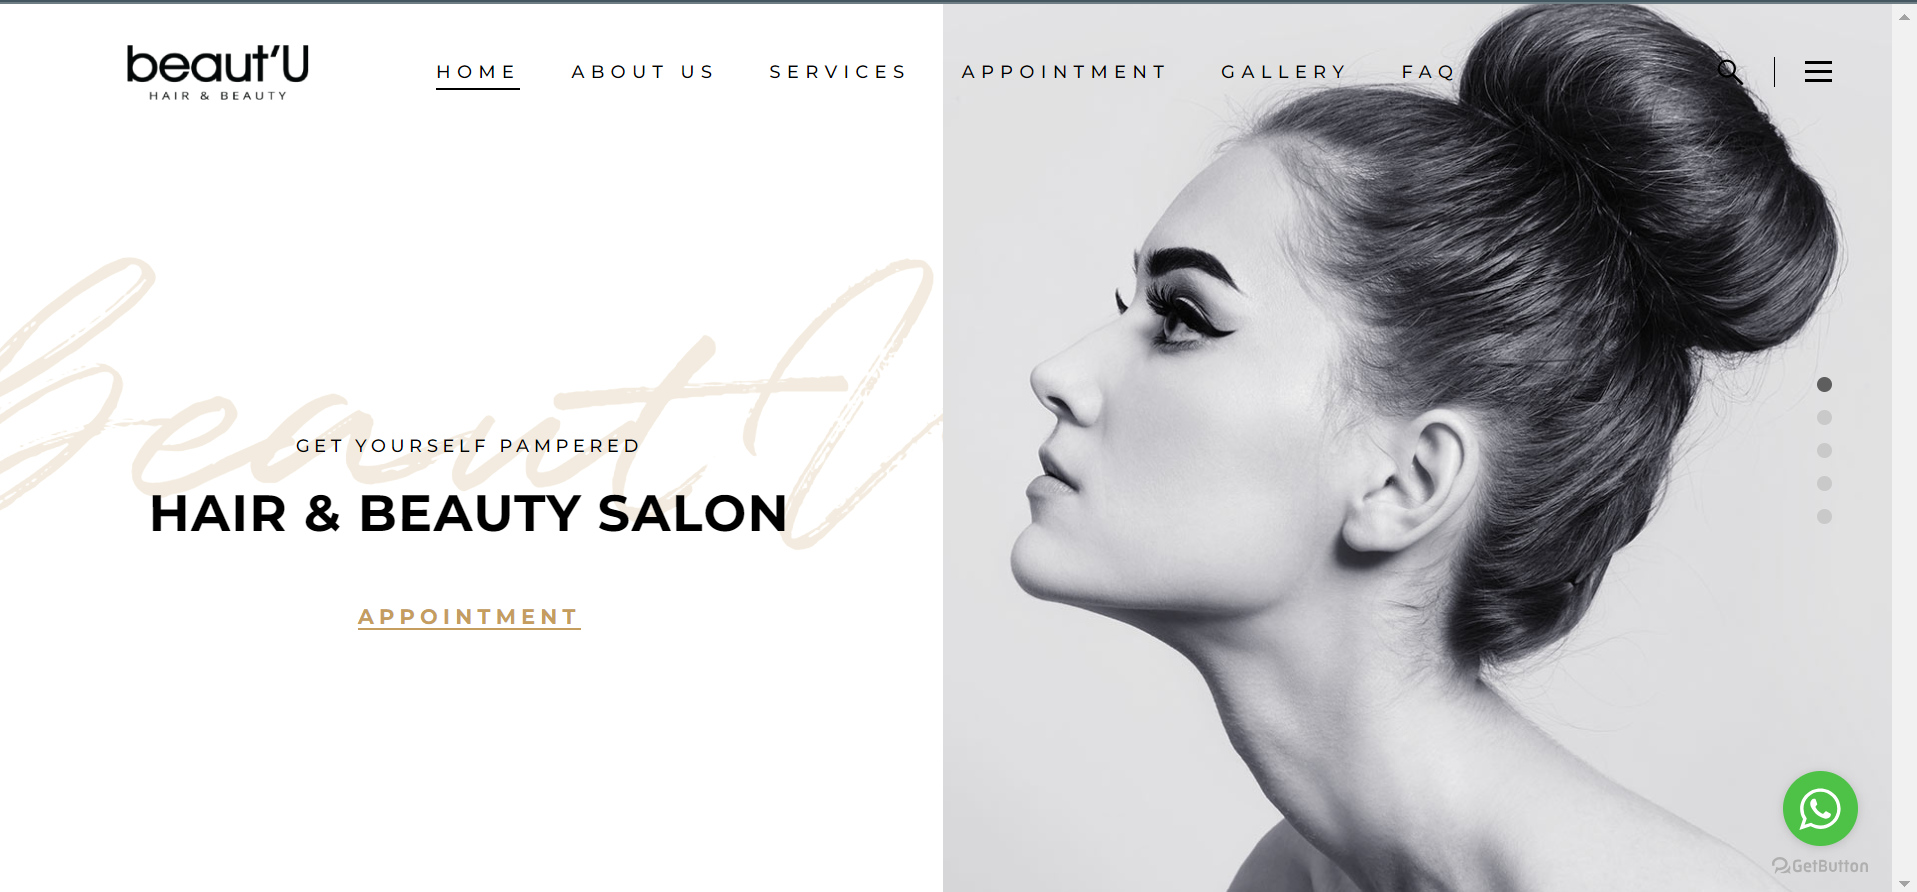 beaut'U
HAIR & BEAUTY
HOME ABOUT US SERVICES APPOINTMENT GALLERY FAQ
beautU
GET YOURSELF PAMPERED
HAIR & BEAUTY SALON
APPOINTMENT
GetButton